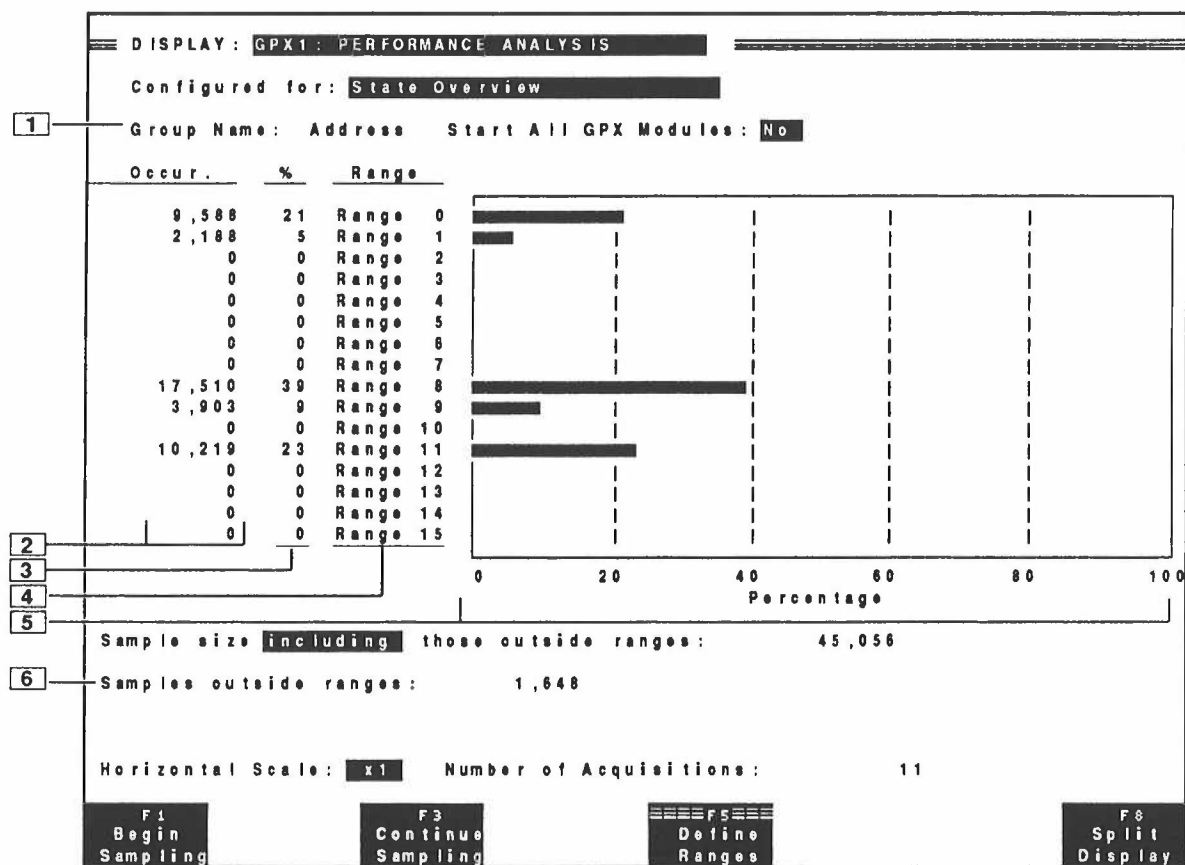 DISPLAY: GPX1: PERFORMANCE ANALYSIS
Configured for: State Overview
1 Group Name: Address Start All GPX Modules: No
Occur. % Range
9,588 21 Range 0
2,188 5 Range 1
0 0 Range 2
0 0 Range 3
0 0 Range 4
0 0 Range 5
0 0 Range 6
0 0 Range 7
17,510 39 Range 8
3,903 9 Range 9
0 0 Range 10
10,219 23 Range 11
0 0 Range 12
0 0 Range 13
0 0 Range 14
2 0 0 Range 15
3
4 0 20 40 60 80 100
Percentage
5
Sample size including those outside ranges: 45,056
6 Samples outside ranges: 1,648
Horizontal Scale: x1 Number of Acquisitions: 11
F1 F3 F5 F8
Begin Continue Define Split
Sampling Sampling Ranges Display